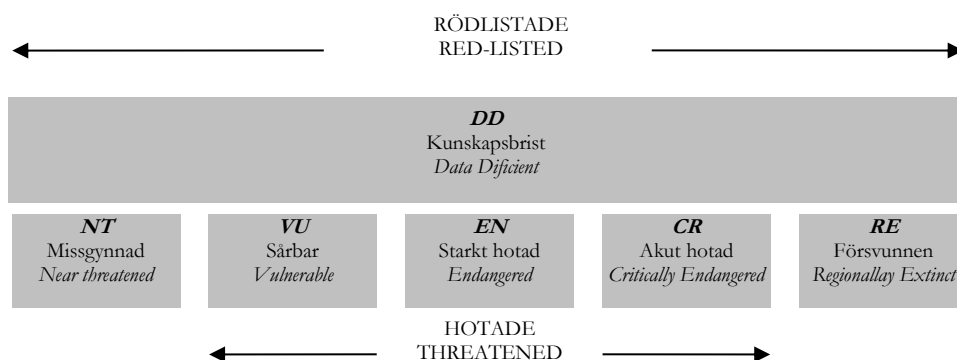 RÖDLISTADE
RED-LISTED
DD
Kunskapsbrist
Data Dificient
NT
Missgynnad
Near threatened
VU
Sårbar
Vulnerable
EN
Starkt hotad
Endangered
CR
Akut hotad
Critically Endangered
RE
Försvunnen
Regionallay Extinct
HOTADE
THREATENED